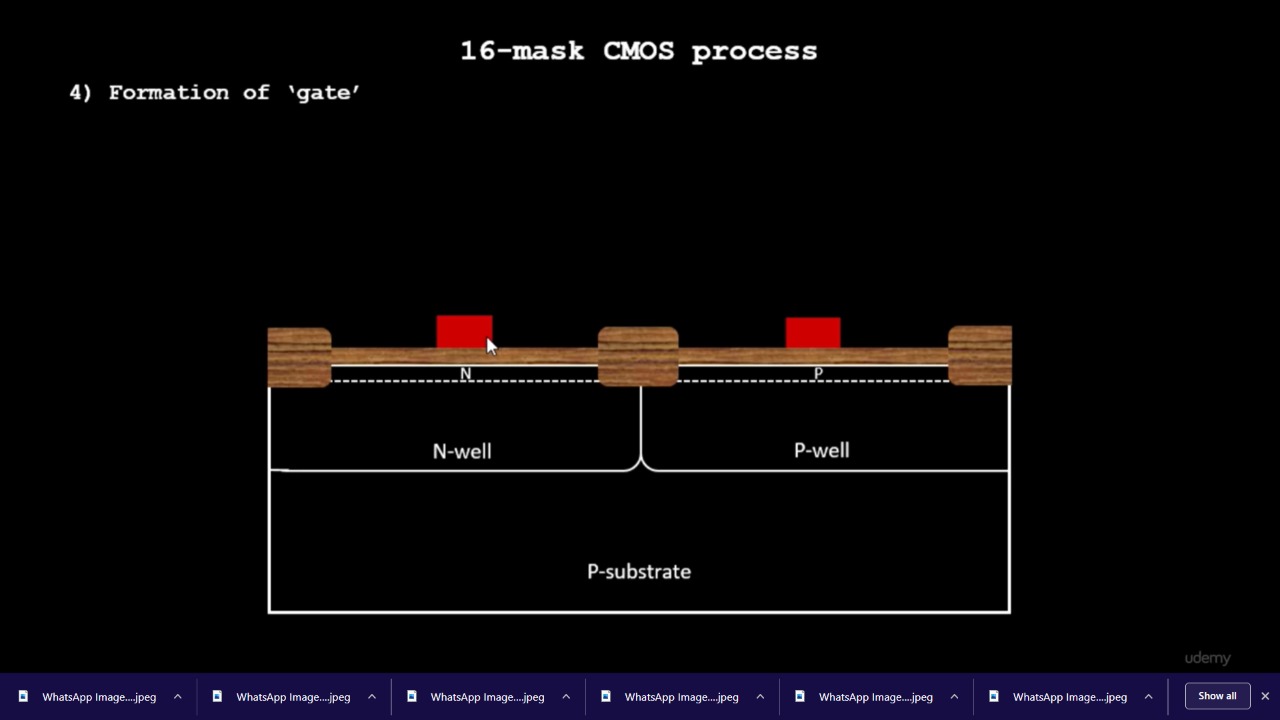 16-mask CMOS process
4) Formation of ‘gate’
N
P
N-well
P-well
P-substrate
udemy
WhatsApp Image....jpeg
WhatsApp Image....jpeg
WhatsApp Image....jpeg
WhatsApp Image....jpeg
WhatsApp Image....jpeg
WhatsApp Image....jpeg
Show all